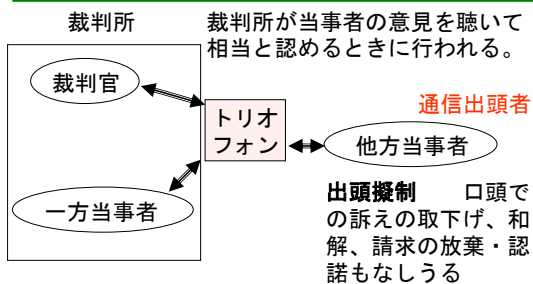 裁判所
裁判所が当事者の意見を聴いて
相当と認めるときに行われる。
裁判官
通信出頭者
トリオ
フォン
他方当事者
一方当事者
出頭擬制　口頭で
の訴えの取下げ、和
解、請求の放棄・認
諾もなしうる